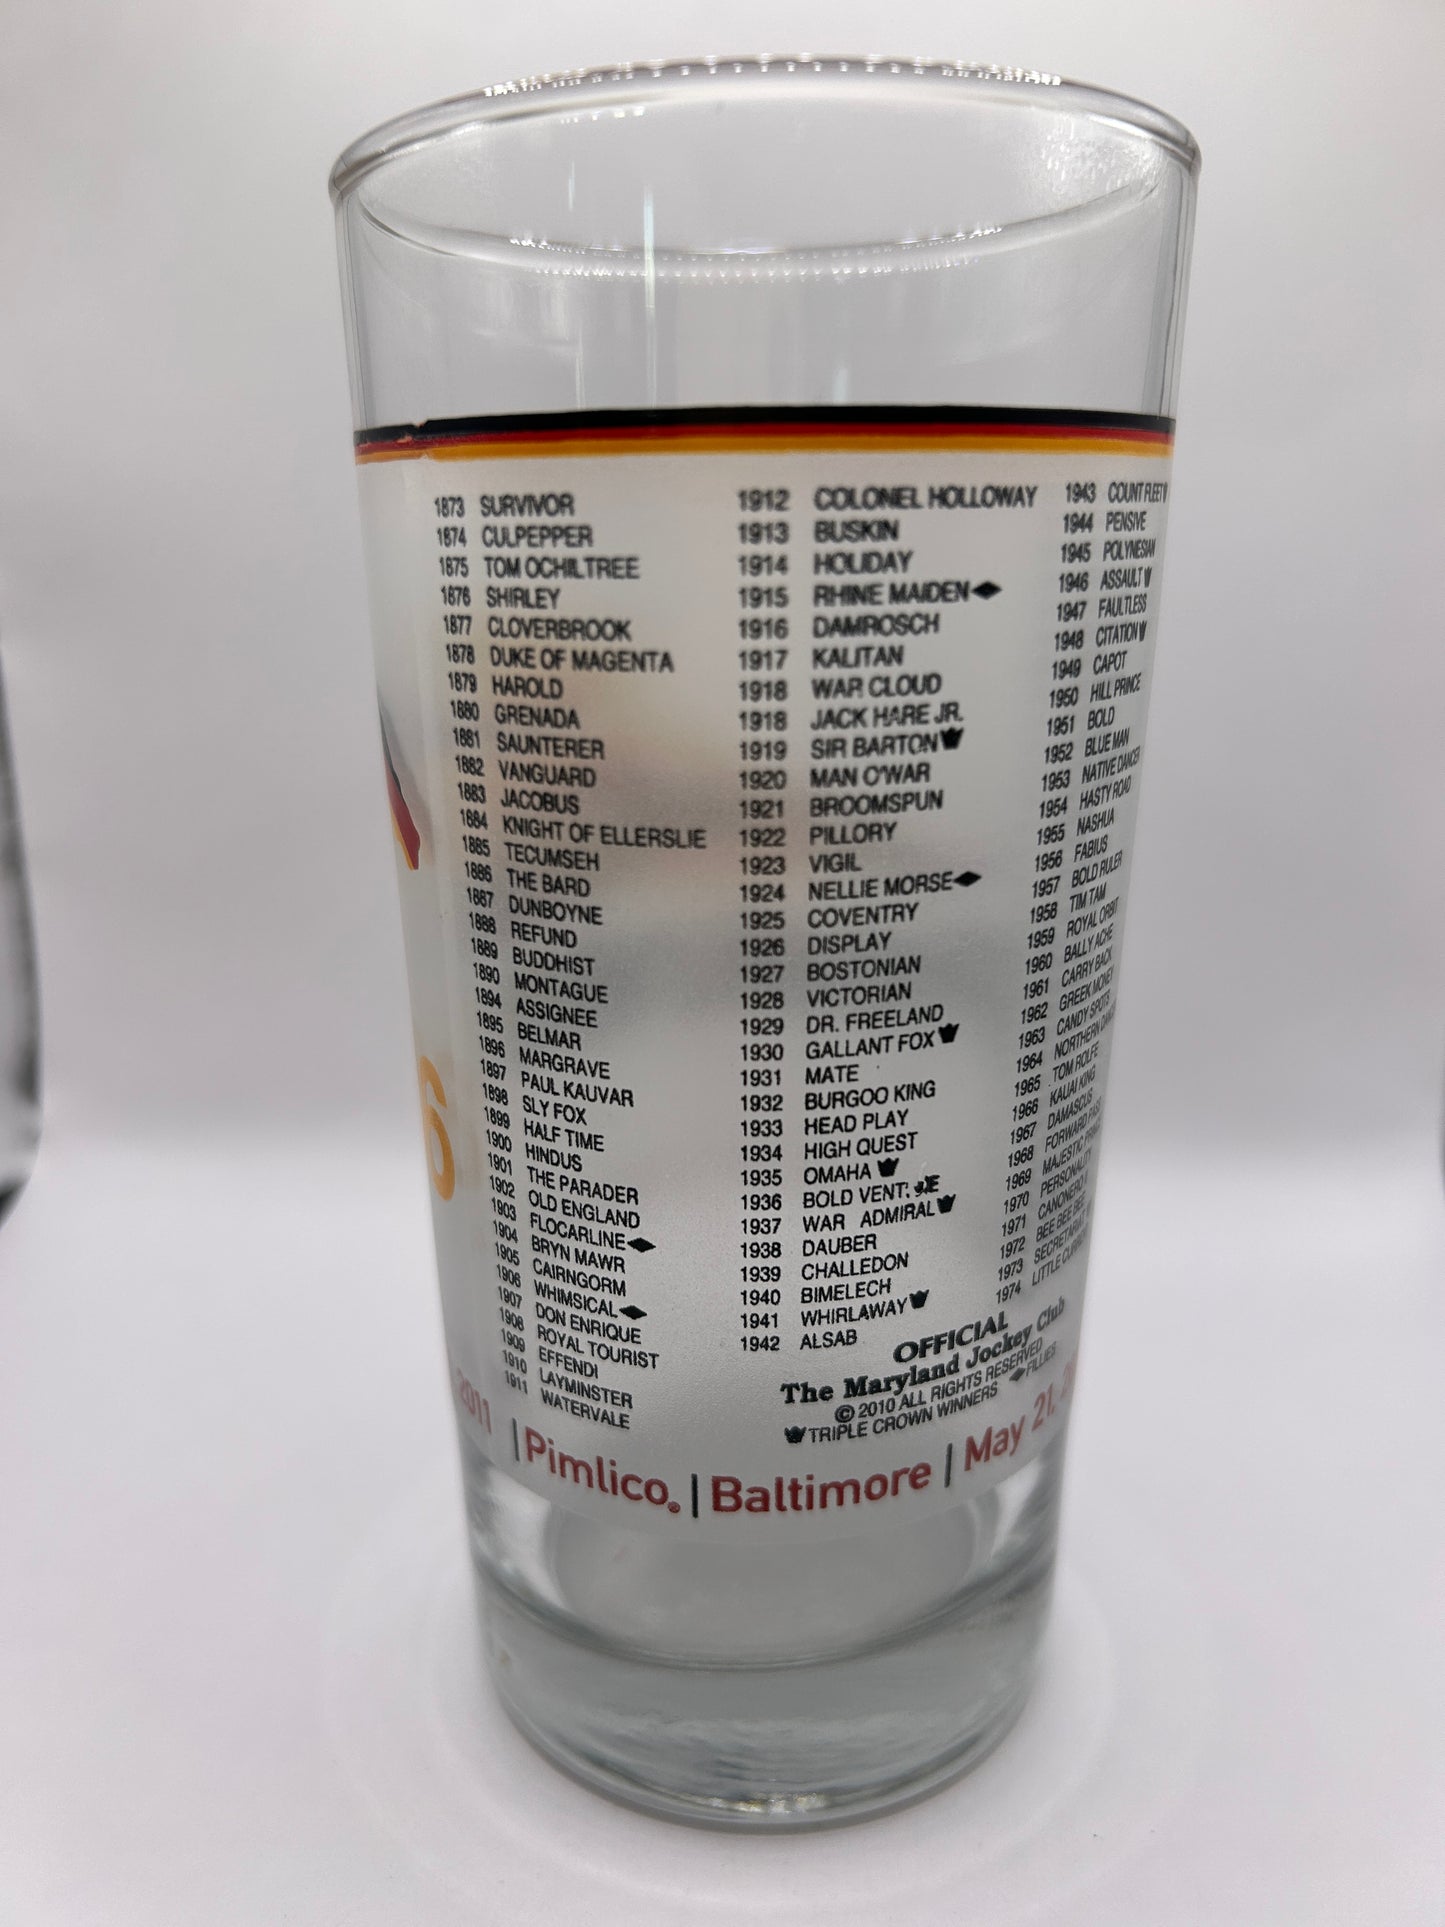 1873 SURVIVOR
1874 CULPEPPER
1875 TOM OCHILTREE
1876 SHIRLEY
1877 CLOVERBROOK
1878 DUKE OF MAGENTA
1879 HAROLD
1880 GRENADA
1881 SAUNTERER
1882 VANGUARD
1883 JACOBUS
1884 KNIGHT OF ELLERSLIE
1885 TECUMSEH
1886 THE BARD
1887 DUNBOYNE
1888 REFUND
1889 BUDDHIST
1890 MONTAGUE
1894 ASSIGNEE
1895 BELMAR
1896 MARGRAVE
1897 PAUL KAUVAR
1898 SLY FOX
1899 HALF TIME
1900 HINDUS
1901 THE PARADER
1902 OLD ENGLAND
1903 FLOCARLINE
1904 BRYN MAWR
1905 CAIRNGORM
1906 WHIMSICAL
1907 DON ENRIQUE
1908 ROYAL TOURIST
1909 EFFENDI
1910 LAYMINSTER
1911 WATERVALE
1912 COLONEL HOLLOWAY
1913 BUSKIN
1914 HOLIDAY
1915 RHINE MAIDEN
1916 DAMROSCH
1917 KALITAN
1918 WAR CLOUD
1918 JACK HARE JR.
1919 SIR BARTON
1920 MAN O'WAR
1921 BROOMSPUN
1922 PILLORY
1923 VIGIL
1924 NELLIE MORSE
1925 COVENTRY
1926 DISPLAY
1927 BOSTONIAN
1928 VICTORIAN
1929 DR. FREELAND
1930 GALLANT FOX
1931 MATE
1932 BURGOO KING
1933 HEAD PLAY
1934 HIGH QUEST
1935 OMAHA
1936 BOLD
1937 WAR ADMIRAL
1938 DAUBER
1939 CHALLEDON
1940 BIMELECH
1941 WHIRLAWAY
1942 ALSAB
1943 COUNT FLEET
1944 PENSIVE
1945 POLYNESIAN
1946 ASSAULT
1947 FAULTLESS
1948 CITATION
1949 CAPOT
1950 HILL PRINCE
1951 BOLD
1952 BLUE MAN
1953 NATIVE DANCER
1954 HASTY ROAD
1955 NASHUA
1956 FABIUS
1957 BOLD RULER
1958 TIM TAM
1959 ROYAL ORBIT
1960 BALLY ACHE
1961 CARRY BACK
1962 GREEK MONEY
1963 CANDY SPOTS
1964 NORTHERN
1965 TOM ROLFE
1966 KAUAI KING
1967 DAMASCUS
1968 FORWARD PASS
1969 MAJESTIC
1970 PERSONALITY
1971 CANONERO
1972 BEE BEE BEE
1973
1974 LITTLE
OFFICIAL
The Maryland Jockey Club
© 2010 ALL RIGHTS RESERVED
TRIPLE CROWN WINNERS FILLIES
6
2011 | Pimlico® | Baltimore | May 21,